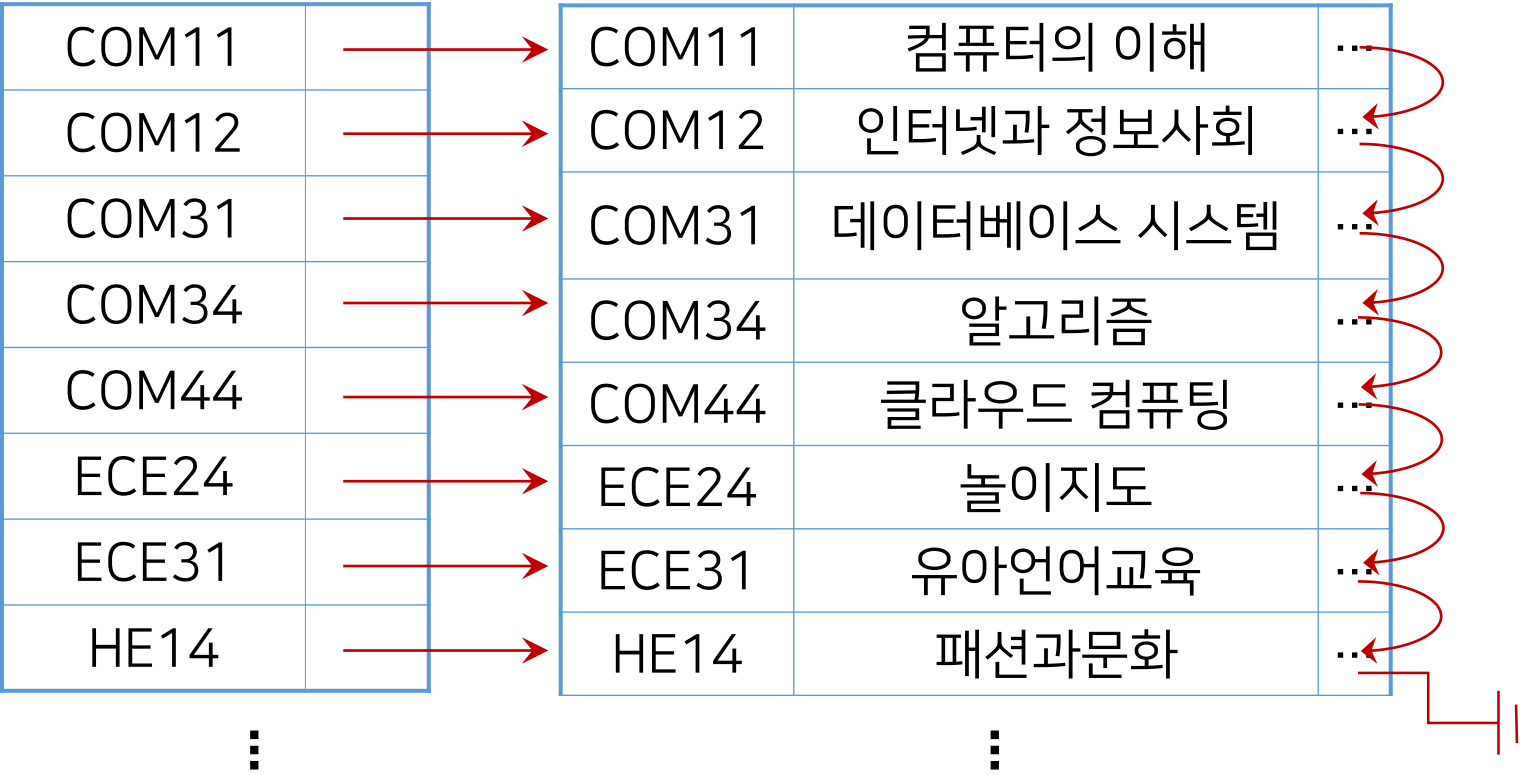 COM11 COM11 컴퓨터의 이해 ...
COM12 COM12 인터넷과 정보사회 ...
COM31 COM31 데이터베이스 시스템 ...
COM34 COM34 알고리즘 ...
COM44 COM44 클라우드 컴퓨팅 ...
ECE24 ECE24 놀이지도 ...
ECE31 ECE31 유아언어교육 ...
HE14 HE14 패션과문화 ...
⋮ ⋮